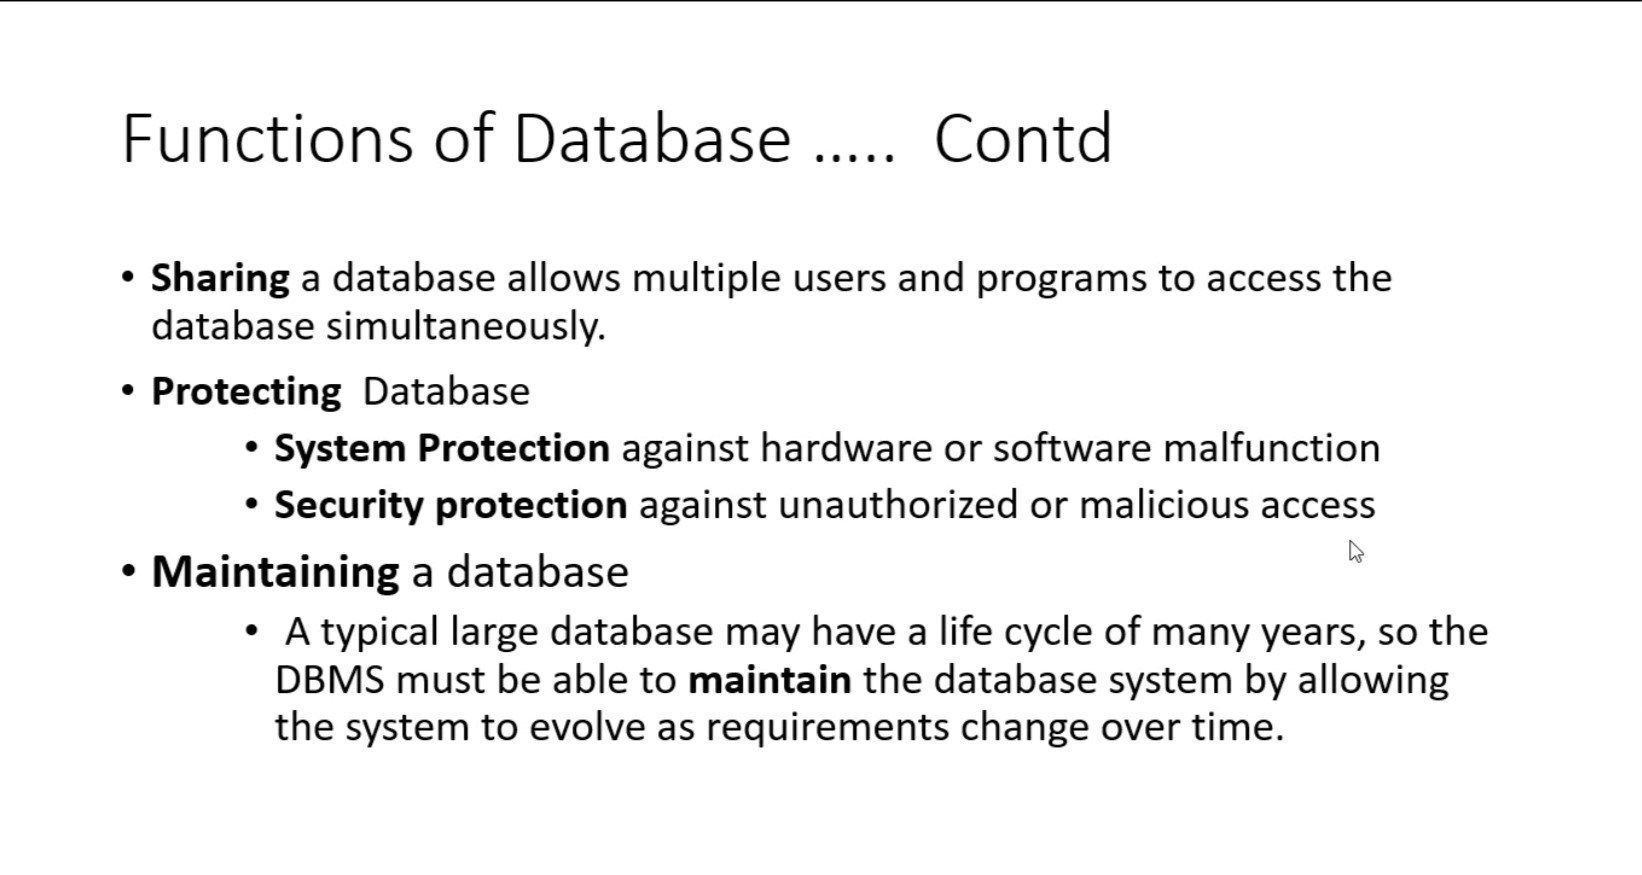 Functions of Database ..... Contd
• Sharing a database allows multiple users and programs to access the
database simultaneously.
• Protecting Database
• System Protection against hardware or software malfunction
• Security protection against unauthorized or malicious access
• Maintaining a database
• A typical large database may have a life cycle of many years, so the
DBMS must be able to maintain the database system by allowing
the system to evolve as requirements change over time.